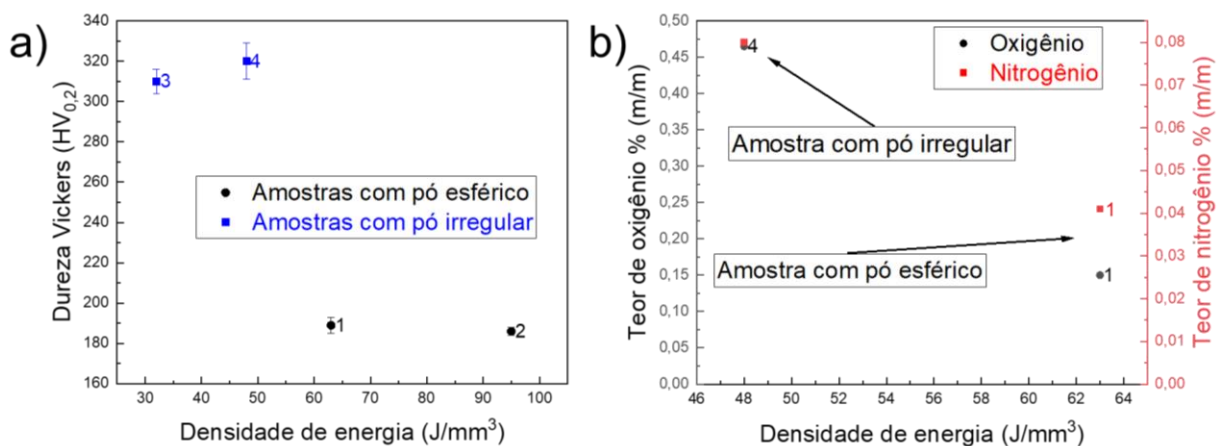 a)
Dureza Vickers (HV0,2)
340
320
300
280
260
240
220
200
180
160
3
4
1
2
Amostras com pó esférico
Amostras com pó irregular
30 40 50 60 70 80 90 100
Densidade de energia (J/mm³)
b)
Teor de oxigênio % (m/m)
0,50
0,45
0,40
0,35
0,30
0,25
0,20
0,15
0,10
0,05
0,00
4
Oxigênio
Nitrogênio
Amostra com pó irregular
1
Amostra com pó esférico
1
46 48 50 52 54 56 58 60 62 64
Densidade de energia (J/mm³)
0,08
0,07
0,06
0,05
0,04
0,03
0,02
0,01
0,00
Teor de nitrogênio % (m/m)